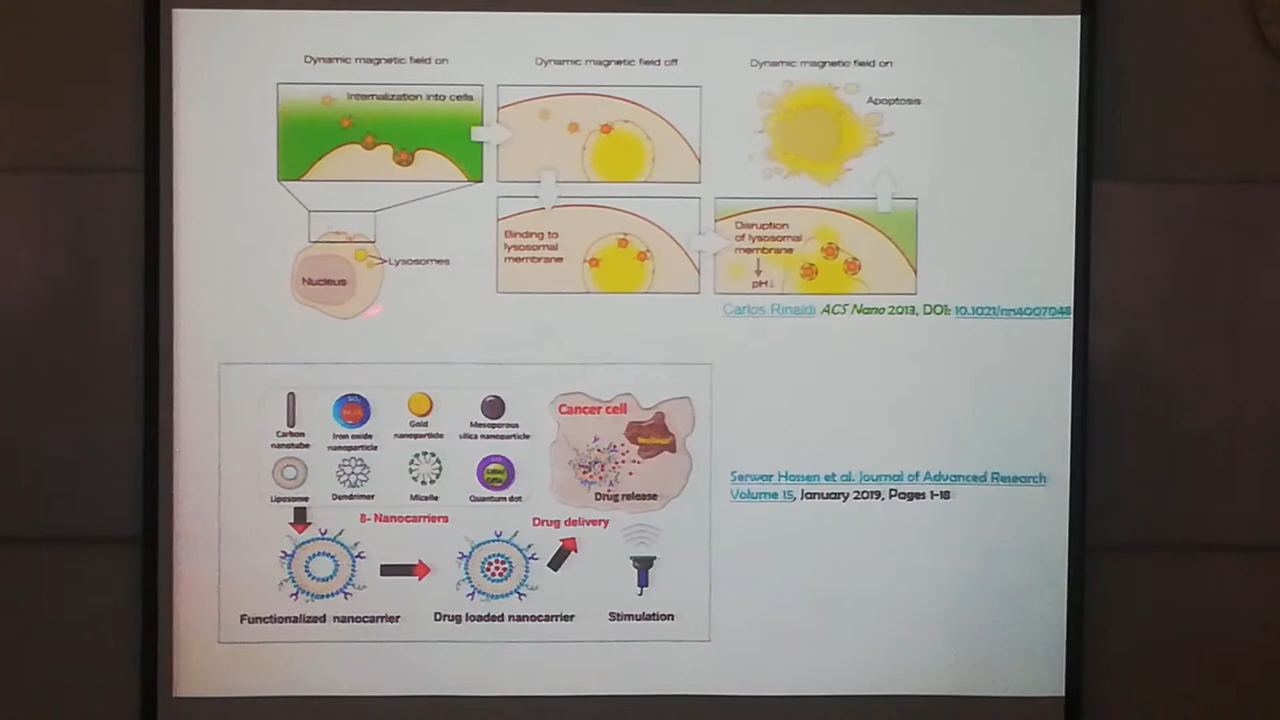 Dynamic magnetic field on
Dynamic magnetic field off
Dynamic magnetic field on
Internalization into cells
Apoptosis
Binding to
lysosomal
membrane
Disruption
of lysosomal
membrane
pH↓
Lysosomes
Nucleus
Carlos Rinaldi ACS Nano 2013, DOI:
Cancer cell
Carbon
nanotube
Iron oxide
nanoparticle
Gold
nanoparticle
Mesoporous
silica nanoparticle
Liposome
Dendrimer
Micelle
Quantum dot
Drug release
8- Nanocarriers
Drug delivery
Functionalized nanocarrier
Drug loaded nanocarrier
Stimulation
Serwar Hossen et al. Journal of Advanced Research
Volume 15, January 2019, Pages 1-18